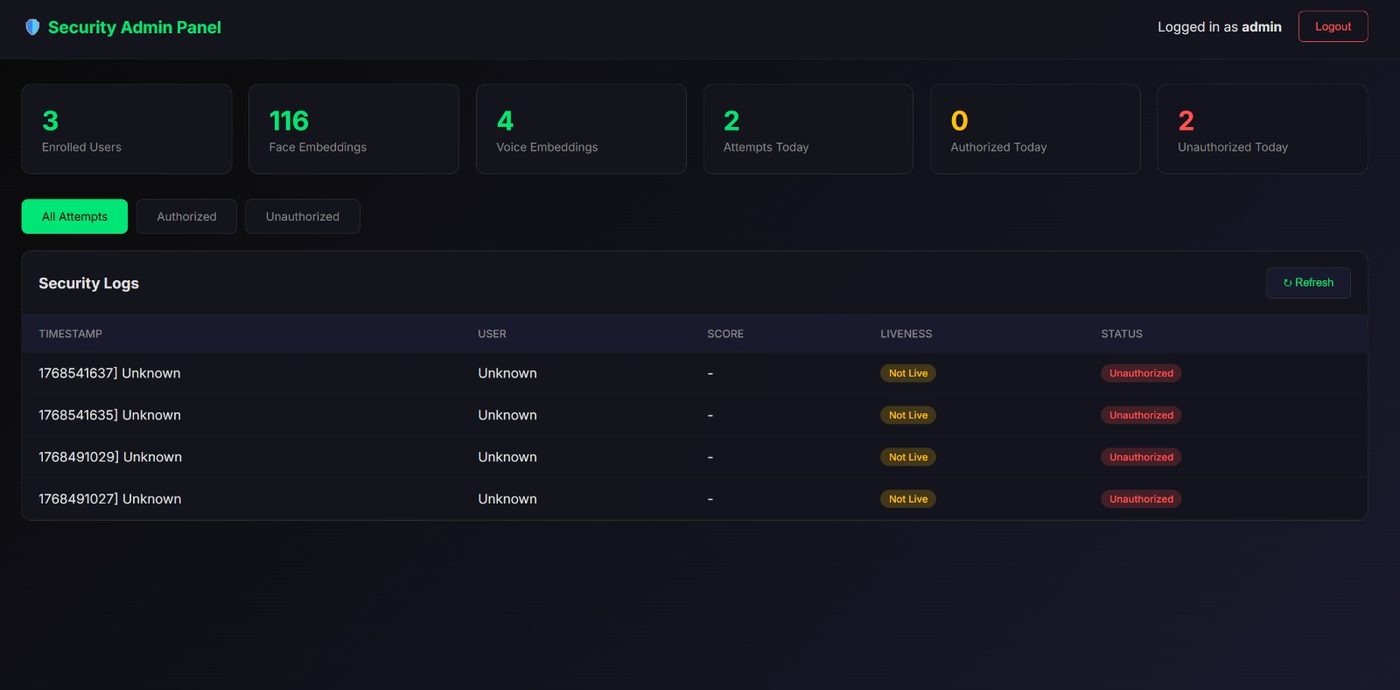 Security Admin Panel
Logged in as admin
Logout
3
Enrolled Users
116
Face Embeddings
4
Voice Embeddings
2
Attempts Today
0
Authorized Today
2
Unauthorized Today
All Attempts
Authorized
Unauthorized
Security Logs
↻ Refresh
TIMESTAMP USER SCORE LIVENESS STATUS
1768541637] Unknown Unknown - Not Live Unauthorized
1768541635] Unknown Unknown - Not Live Unauthorized
1768491029] Unknown Unknown - Not Live Unauthorized
1768491027] Unknown Unknown - Not Live Unauthorized